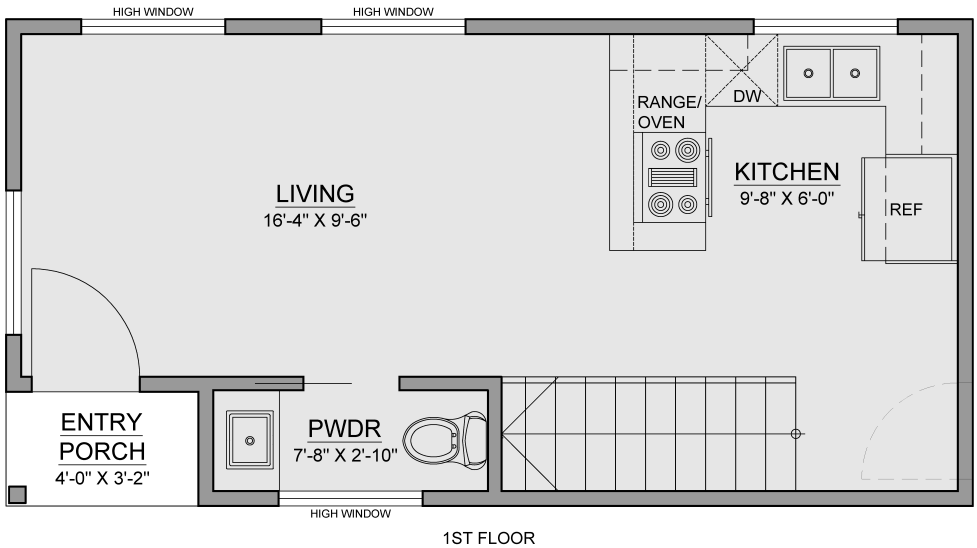 HIGH WINDOW
HIGH WINDOW
RANGE/
OVEN
DW
KITCHEN
9'-8" X 6'-0"
REF
LIVING
16'-4" X 9'-6"
ENTRY
PORCH
4'-0" X 3'-2"
PWDR
7'-8" X 2'-10"
HIGH WINDOW
1ST FLOOR